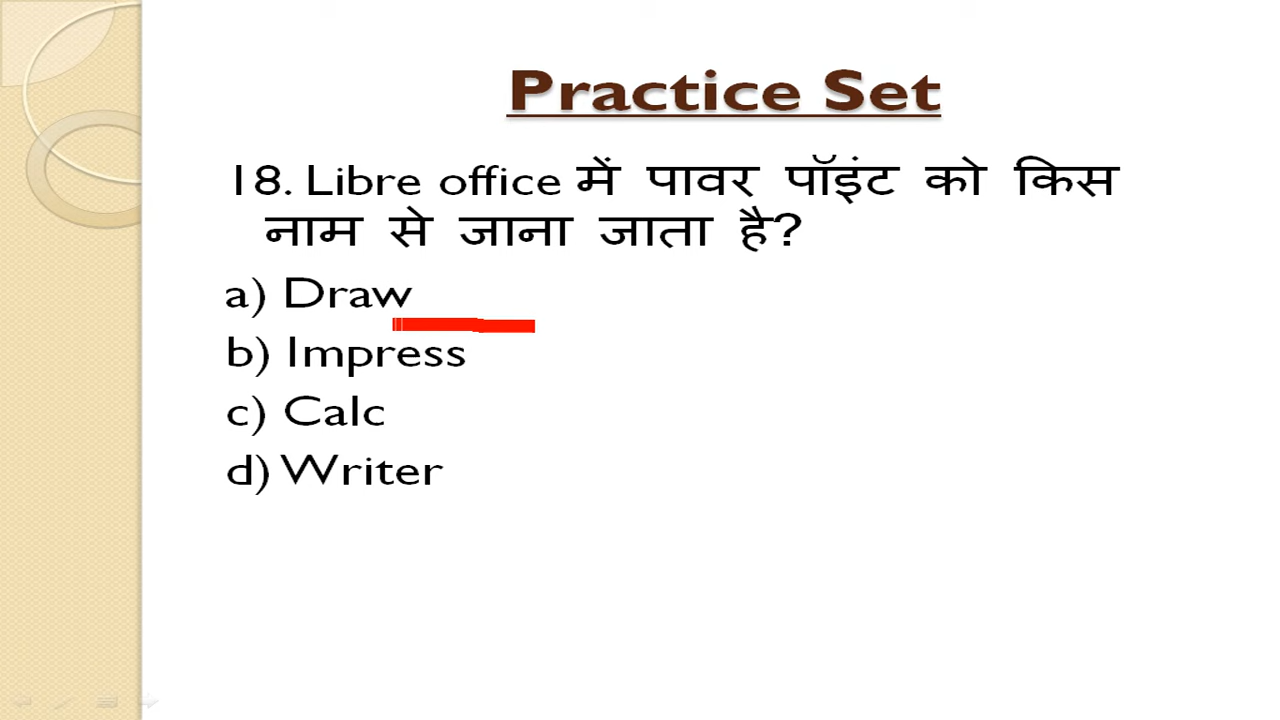 Practice Set
18. Libre office में पावर पॉइंट को किस
नाम से जाना जाता है?
a) Draw
b) Impress
c) Calc
d) Writer